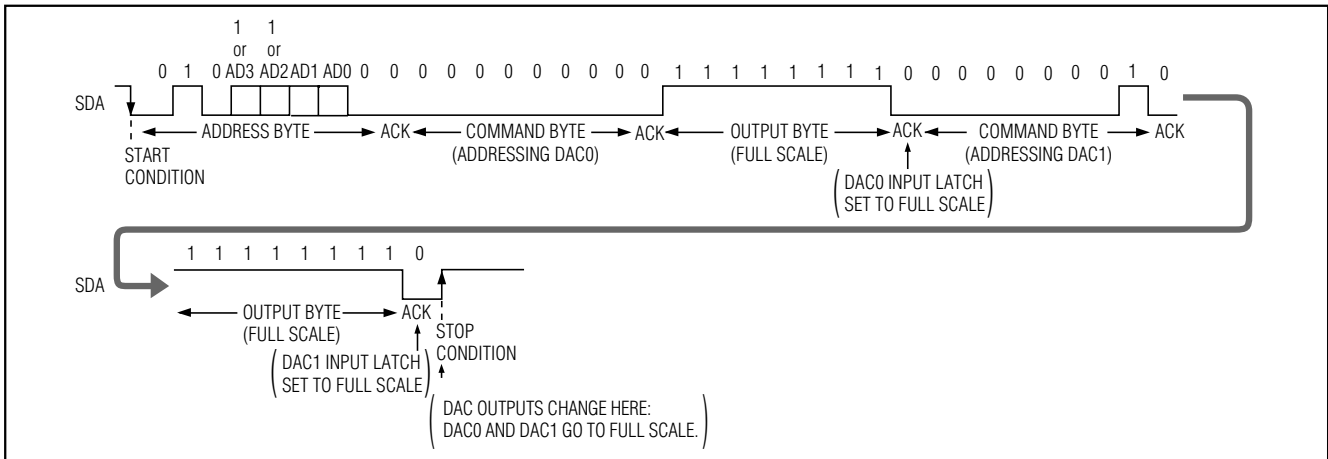 1 1
or or
0 1 0 AD3 AD2 AD1 AD0 0 0 0 0 0 0 0 0 0 0 1 1 1 1 1 1 1 1 0 0 0 0 0 0 0 1 0
SDA
ADDRESS BYTE ACK COMMAND BYTE ACK OUTPUT BYTE ACK COMMAND BYTE ACK
(ADDRESSING DAC0) (FULL SCALE) (ADDRESSING DAC1)
START
CONDITION
(DAC0 INPUT LATCH
SET TO FULL SCALE)
1 1 1 1 1 1 1 1 0
SDA
OUTPUT BYTE ACK
(FULL SCALE)
STOP
CONDITION
(DAC1 INPUT LATCH
SET TO FULL SCALE)
(DAC OUTPUTS CHANGE HERE:
DAC0 AND DAC1 GO TO FULL SCALE.)